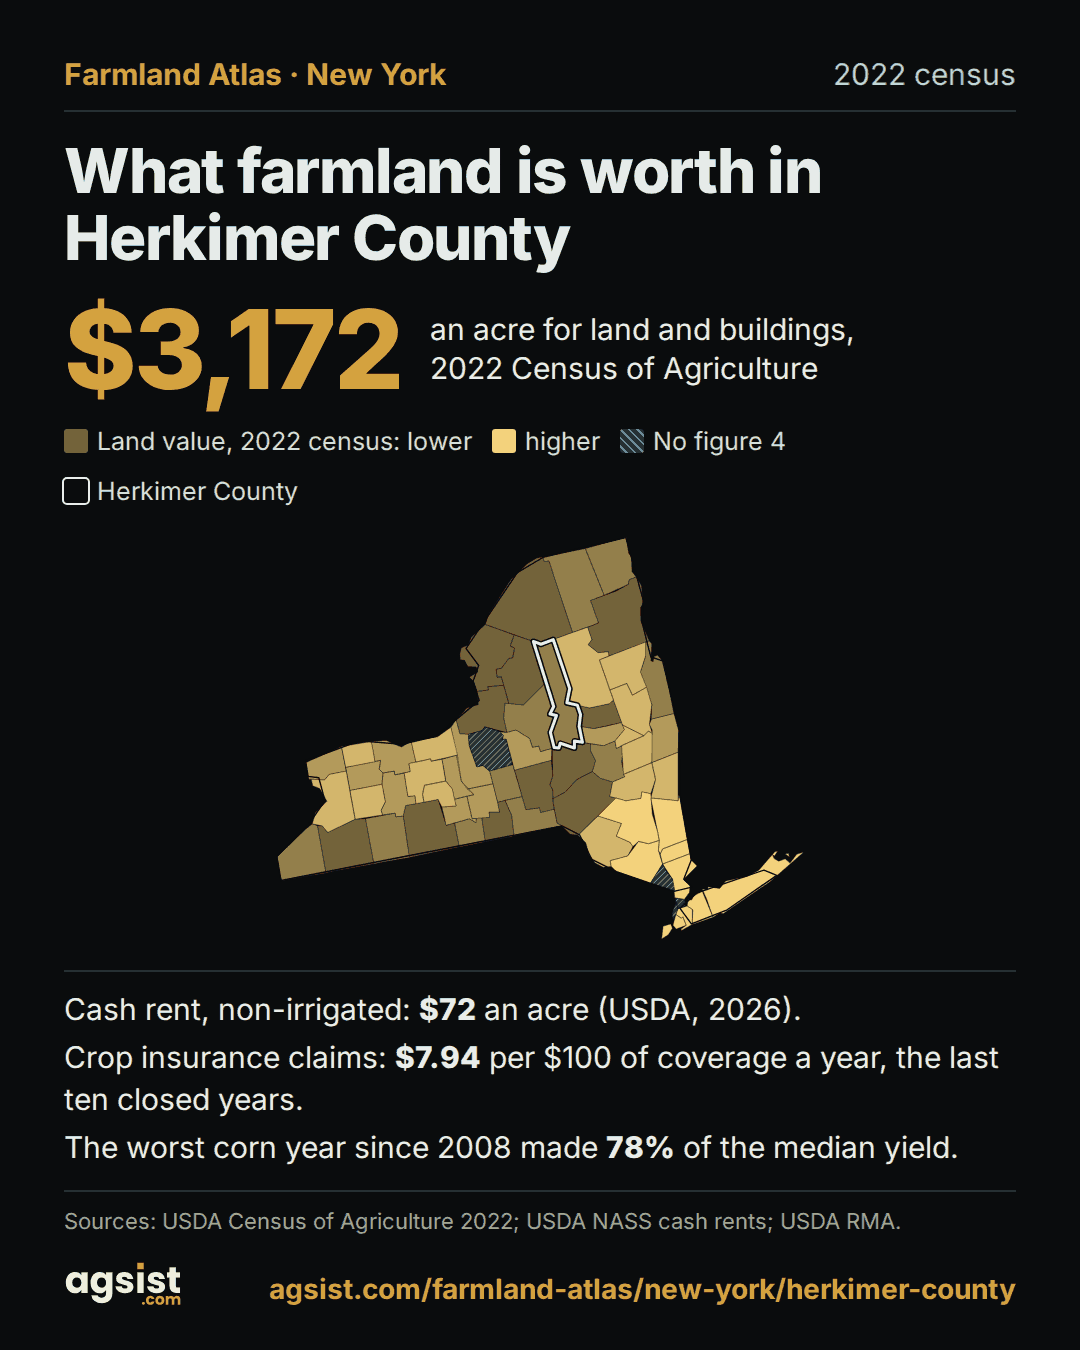 Farmland Atlas · New York
2022 census
What farmland is worth in
Herkimer County
$3,172
an acre for land and buildings,
2022 Census of Agriculture
Land value, 2022 census: lower
higher
No figure 4
Herkimer County
Cash rent, non-irrigated: $72 an acre (USDA, 2026).
Crop insurance claims: $7.94 per $100 of coverage a year, the last
ten closed years.
The worst corn year since 2008 made 78% of the median yield.
Sources: USDA Census of Agriculture 2022; USDA NASS cash rents; USDA RMA.
agsist
.com
agsist.com/farmland-atlas/new-york/herkimer-county